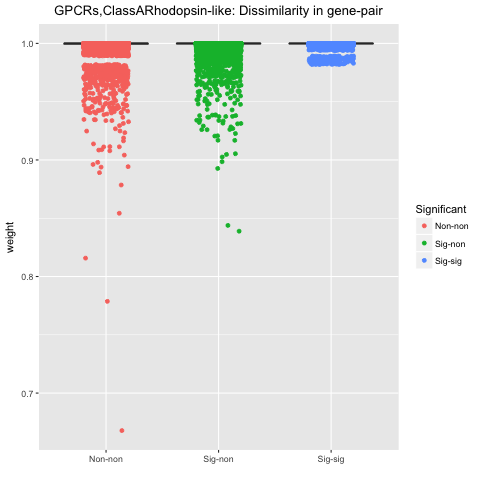 GPCRs,ClassARhodopsin-like: Dissimilarity in gene-pair
1.0
0.9
0.8
0.7
weight
Non-non
Sig-non
Sig-sig
Significant
Non-non
Sig-non
Sig-sig